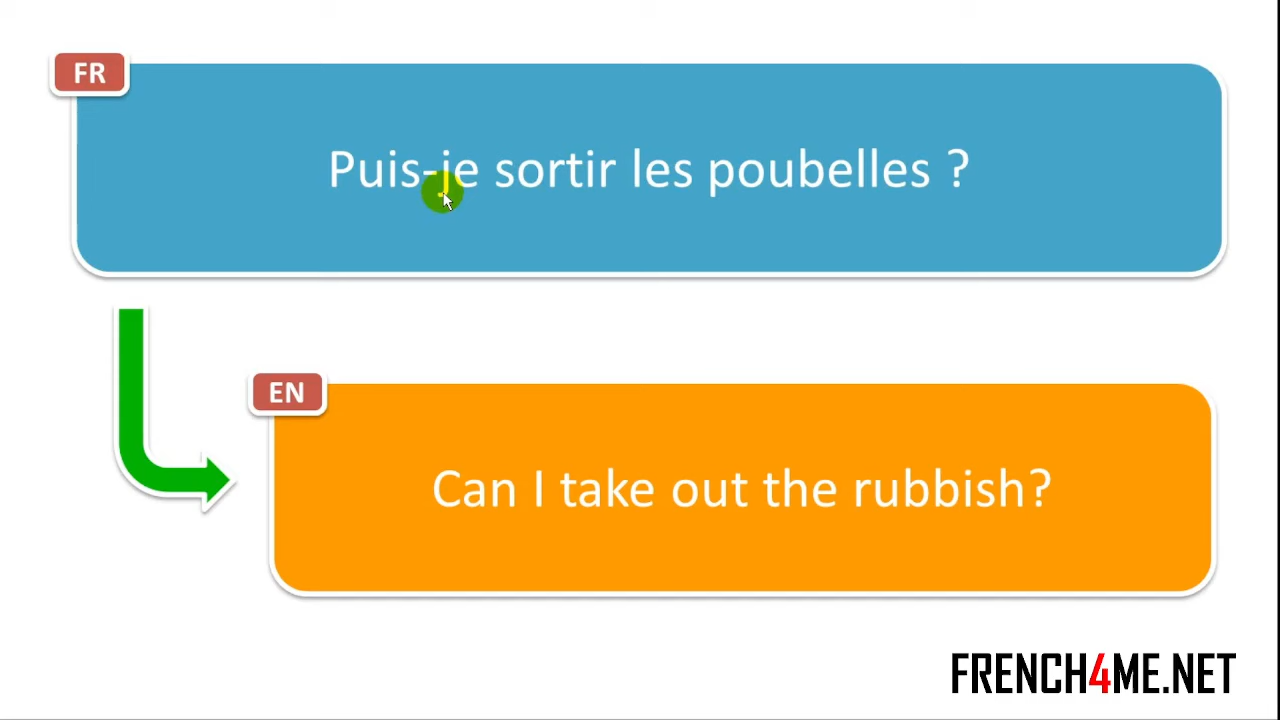 FR
Puis-je sortir les poubelles ?
EN
Can I take out the rubbish?
FRENCH4ME.NET